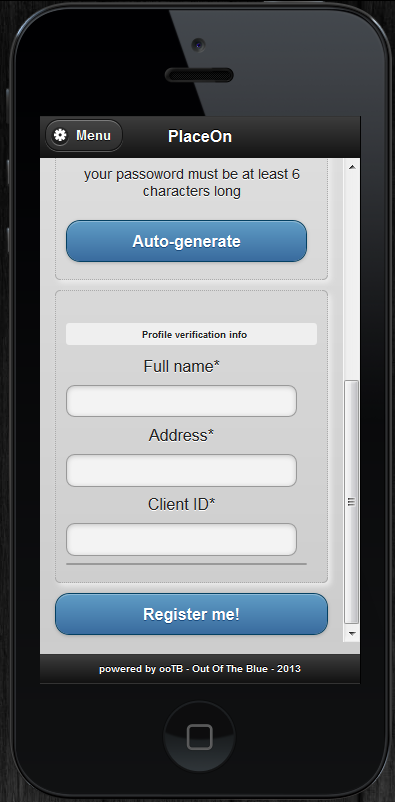 Menu
PlaceOn
your passoword must be at least 6
characters long
Auto-generate
Profile verification info
Full name*
Address*
Client ID*
Register me!
powered by ooTB - Out Of The Blue - 2013